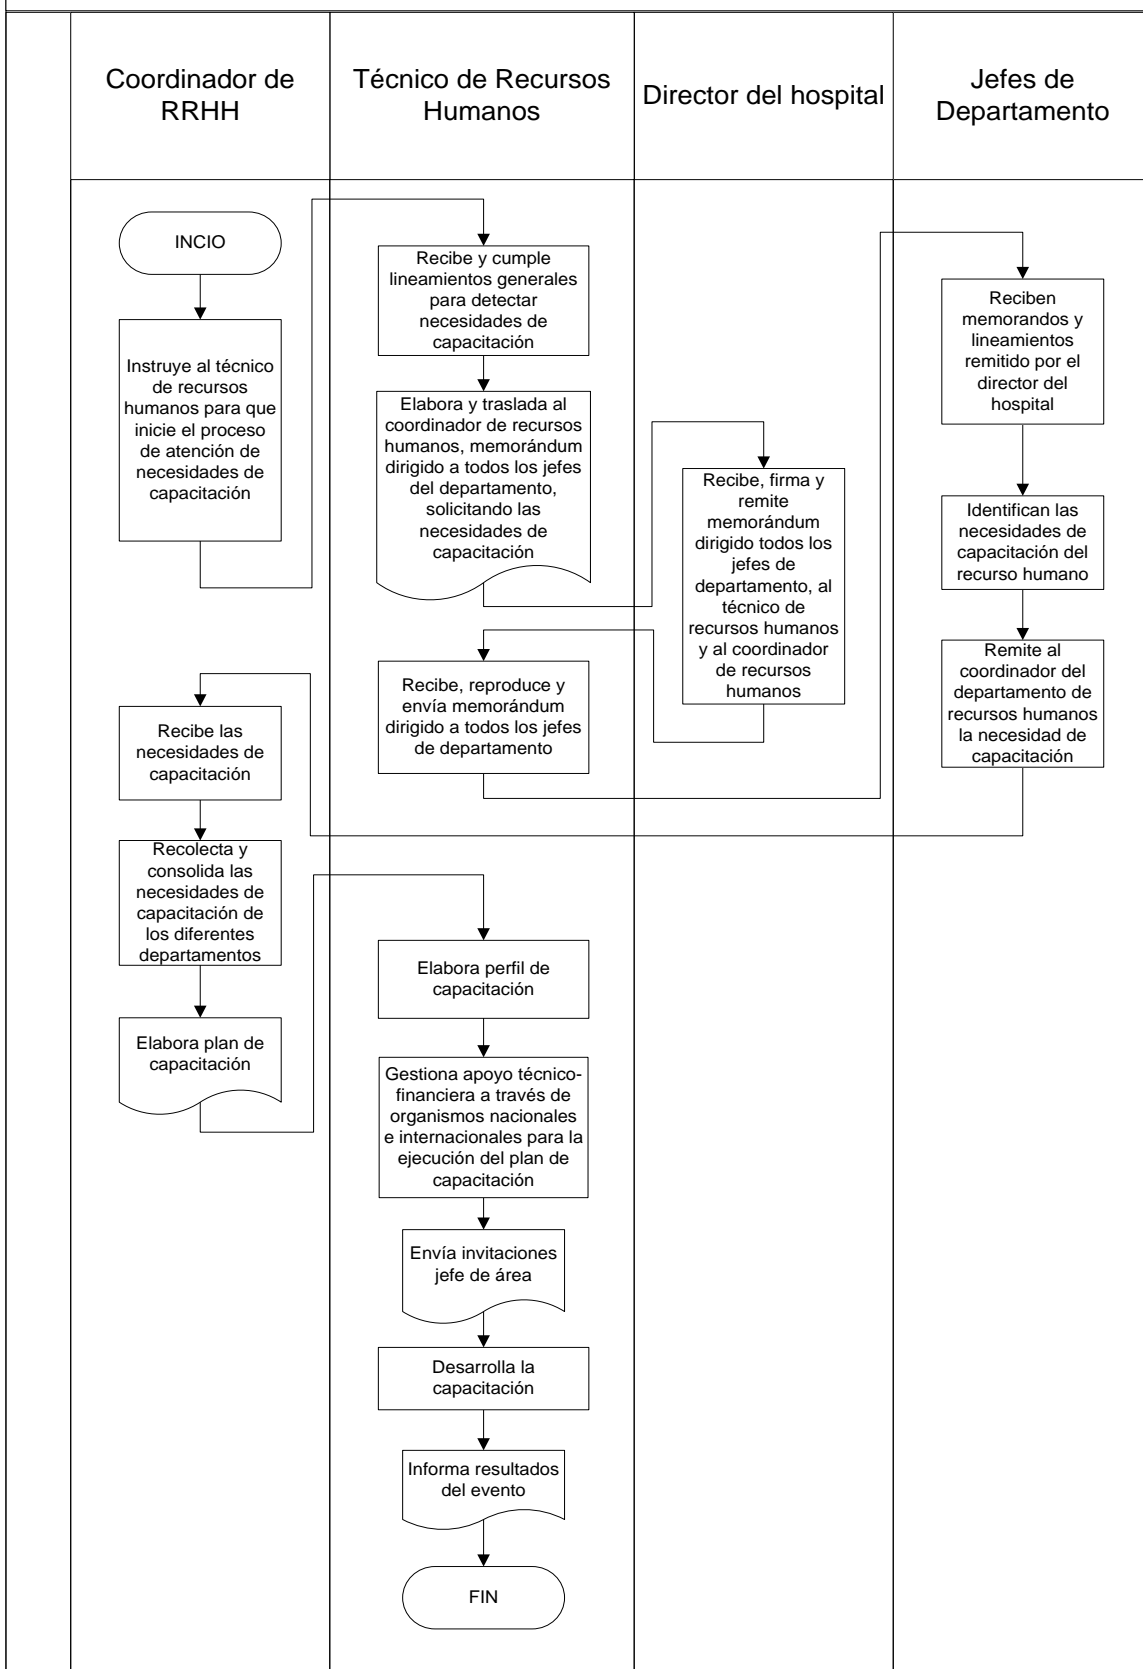 Coordinador de
RRHH
Técnico de Recursos
Humanos
Director del hospital
Jefes de
Departamento
INCIO
Instruye al técnico
de recursos
humanos para que
inicie el proceso
de atención de
necesidades de
capacitación
Recibe y cumple
lineamientos generales
para detectar
necesidades de
capacitación
Elabora y traslada al
coordinador de recursos
humanos, memorándum
dirigido a todos los jefes
del departamento,
solicitando las
necesidades de
capacitación
Recibe, firma y
remite
memorándum
dirigido todos los
jefes de
departamento, al
técnico de
recursos humanos
y al coordinador
de recursos
humanos
Recibe, reproduce y
envía memorándum
dirigido a todos los jefes
de departamento
Reciben
memorandos y
lineamientos
remitido por el
director del
hospital
Identifican las
necesidades de
capacitación del
recurso humano
Remite al
coordinador del
departamento de
recursos humanos
la necesidad de
capacitación
Recibe las
necesidades de
capacitación
Recolecta y
consolida las
necesidades de
capacitación de
los diferentes
departamentos
Elabora plan de
capacitación
Elabora perfil de
capacitación
Gestiona apoyo técnico-
financiera a través de
organismos nacionales
e internacionales para la
ejecución del plan de
capacitación
Envía invitaciones
jefe de área
Desarrolla la
capacitación
Informa resultados
del evento
FIN